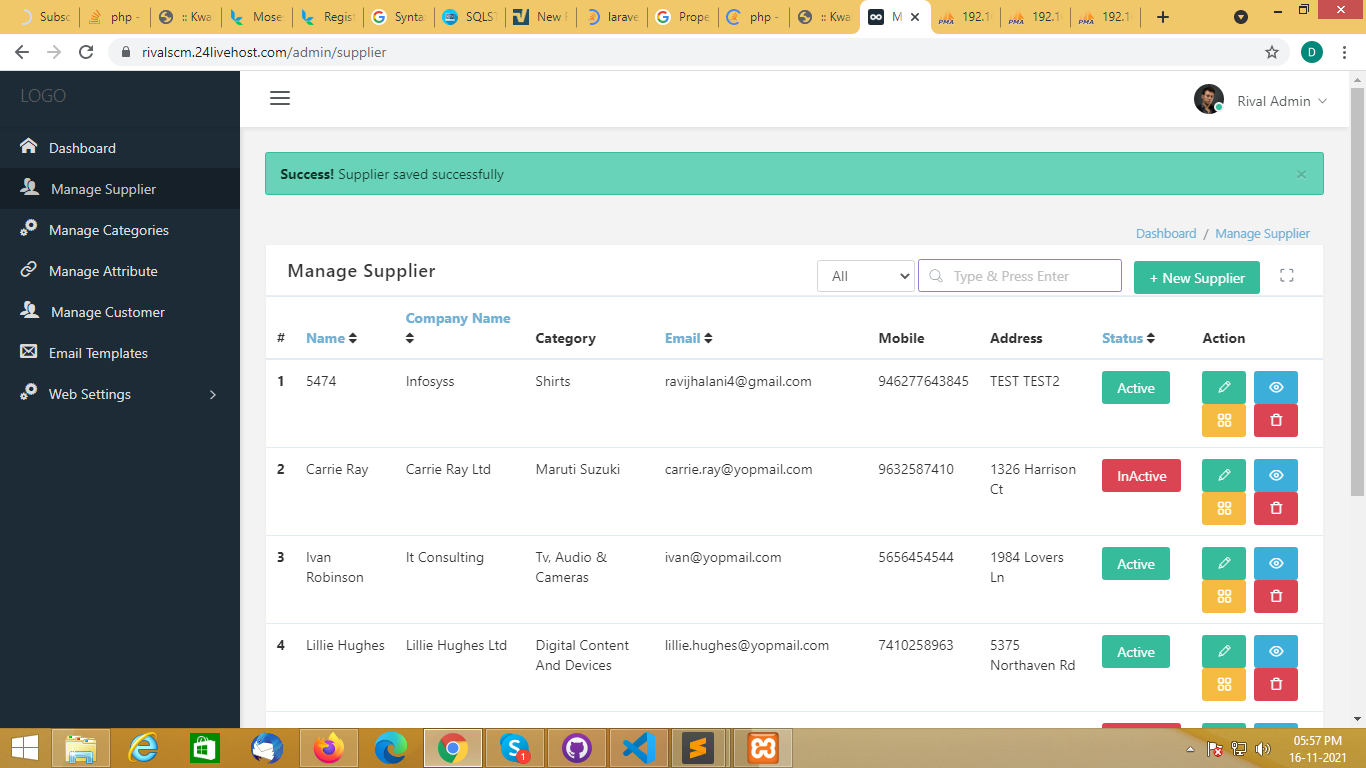 Subsc
php -
:: Kwa
Mose
Regist
Synta
SQLST
New F
larave
Prope
php -
:: Kwa
M
192.1
192.1
192.1
rivalscm.24livehost.com/admin/supplier
D
LOGO
Rival Admin
Dashboard
Manage Supplier
Manage Categories
Manage Attribute
Manage Customer
Email Templates
Web Settings
Success! Supplier saved successfully
×
Dashboard / Manage Supplier
Manage Supplier
All
Type & Press Enter
+ New Supplier
# Name Company Name Category Email Mobile Address Status Action
1 5474 Infosyss Shirts ravijhalani4@gmail.com 946277643845 TEST TEST2 Active
2 Carrie Ray Carrie Ray Ltd Maruti Suzuki carrie.ray@yopmail.com 9632587410 1326 Harrison InActive
Ct
3 Ivan It Consulting Tv, Audio & ivan@yopmail.com 5656454544 1984 Lovers Active
Robinson Cameras Ln
4 Lillie Hughes Lillie Hughes Ltd Digital Content lillie.hughes@yopmail.com 7410258963 5375 Active
And Devices Northaven Rd
05:57 PM
16-11-2021